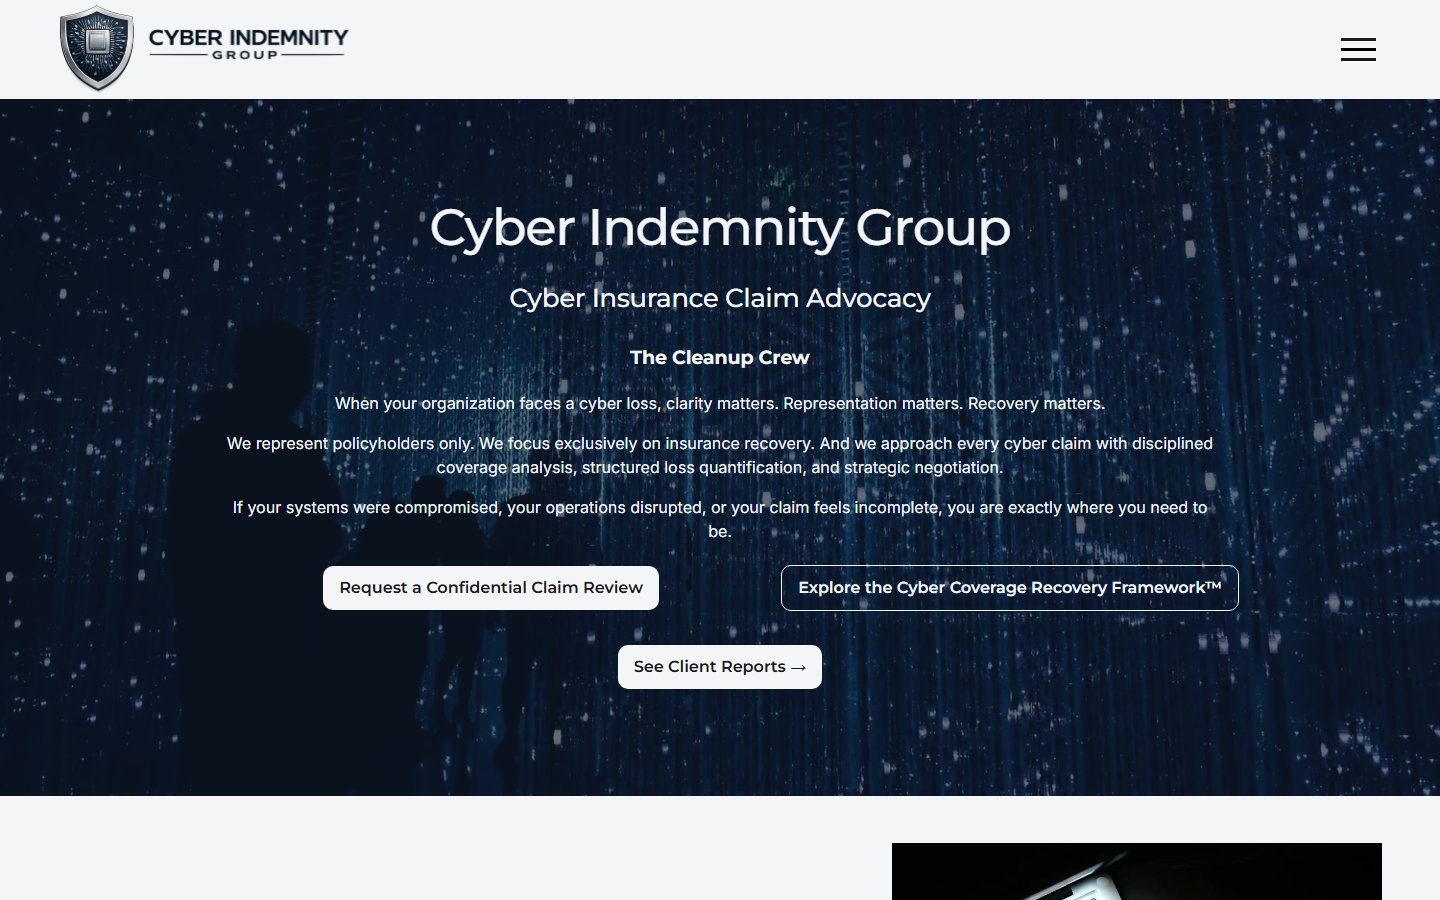 CYBER INDEMNITY
GROUP
Cyber Indemnity Group
Cyber Insurance Claim Advocacy
The Cleanup Crew
When your organization faces a cyber loss, clarity matters. Representation matters. Recovery matters.
We represent policyholders only. We focus exclusively on insurance recovery. And we approach every cyber claim with disciplined
coverage analysis, structured loss quantification, and strategic negotiation.
If your systems were compromised, your operations disrupted, or your claim feels incomplete, you are exactly where you need to
be.
Request a Confidential Claim Review
Explore the Cyber Coverage Recovery Framework™
See Client Reports →